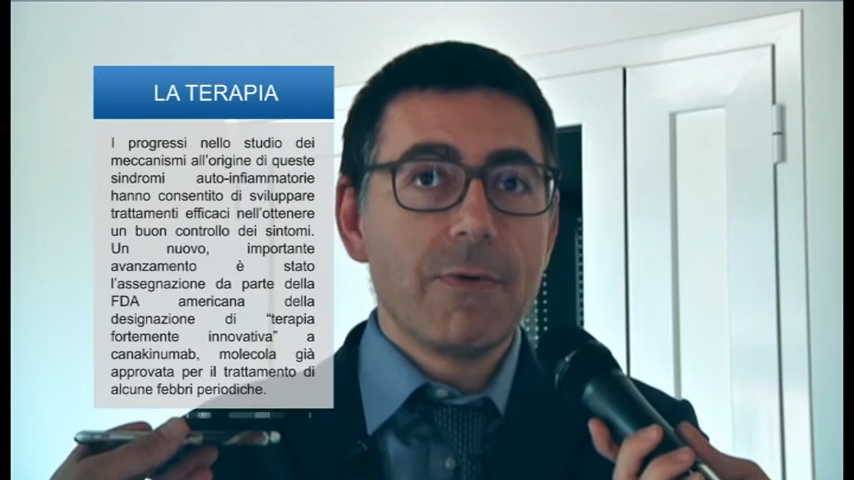 LA TERAPIA
I progressi nello studio dei
meccanismi all'origine di queste
sindromi auto-infiammatorie
hanno consentito di sviluppare
trattamenti efficaci nell'ottenere
un buon controllo dei sintomi.
Un nuovo, importante
avanzamento è stato
l'assegnazione da parte della
FDA americana della
designazione di "terapia
fortemente innovativa" a
canakinumab, molecola già
approvata per il trattamento di
alcune febbri periodiche.